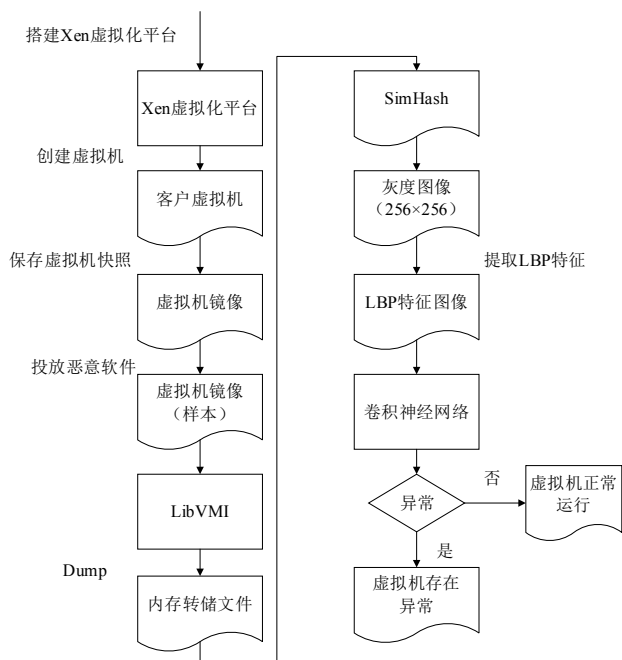 搭建Xen虚拟化平台
Xen虚拟化平台
创建虚拟机
客户虚拟机
保存虚拟机快照
虚拟机镜像
投放恶意软件
虚拟机镜像
（样本）
LibVMI
Dump
内存转储文件
SimHash
灰度图像
（256×256）
提取LBP特征
LBP特征图像
卷积神经网络
异常
否
虚拟机正常
运行
是
虚拟机存在
异常